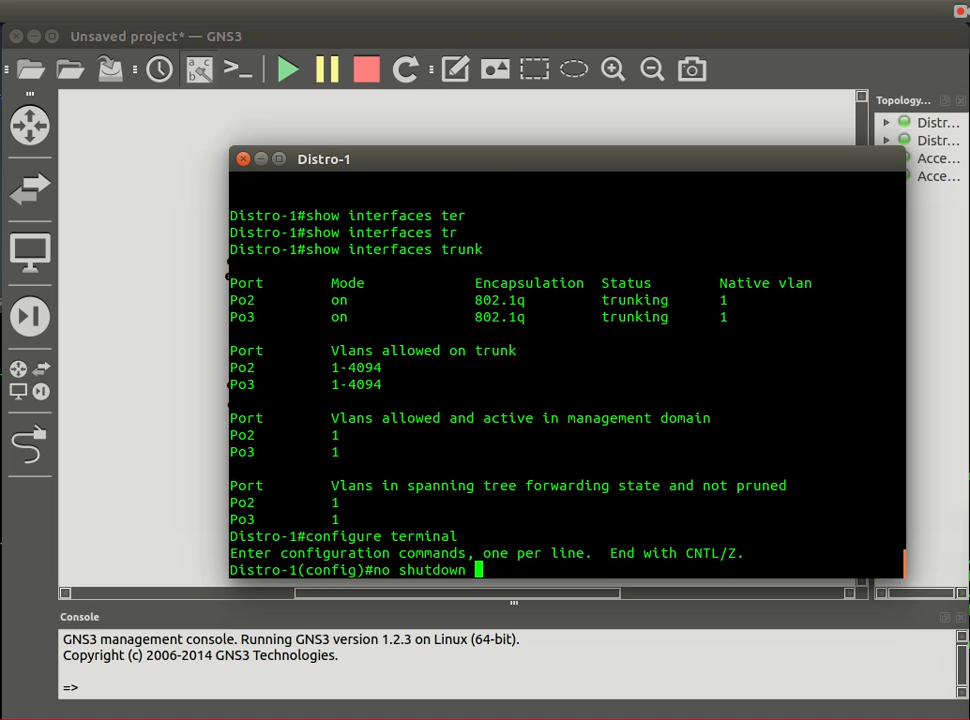 Unsaved project* — GNS3
Topology...
Distr...
Distr...
Acce...
Acce...
Distro-1
Distro-1#show interfaces ter
Distro-1#show interfaces tr
Distro-1#show interfaces trunk
Port Mode Encapsulation Status Native vlan
Po2 on 802.1q trunking 1
Po3 on 802.1q trunking 1
Port Vlans allowed on trunk
Po2 1-4094
Po3 1-4094
Port Vlans allowed and active in management domain
Po2 1
Po3 1
Port Vlans in spanning tree forwarding state and not pruned
Po2 1
Po3 1
Distro-1#configure terminal
Enter configuration commands, one per line. End with CNTL/Z.
Distro-1(config)#no shutdown
Console
GNS3 management console. Running GNS3 version 1.2.3 on Linux (64-bit).
Copyright (c) 2006-2014 GNS3 Technologies.
=>